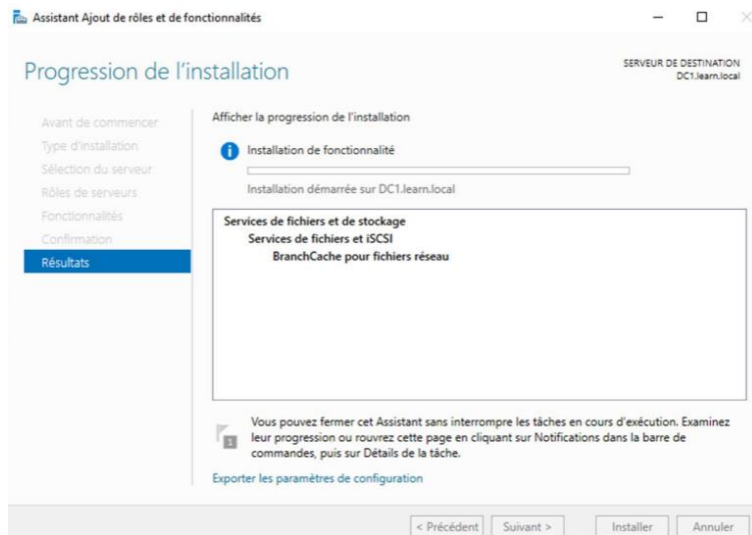 Assistant Ajout de rôles et de fonctionnalités
Progression de l'installation
SERVEUR DE DESTINATION
DC1.learn.local
Avant de commencer
Type d'installation
Sélection du serveur
Rôles de serveurs
Fonctionnalités
Confirmation
Résultats
Afficher la progression de l'installation
Installation de fonctionnalité
Installation démarrée sur DC1.learn.local
Services de fichiers et de stockage
Services de fichiers et iSCSI
BranchCache pour fichiers réseau
1
Vous pouvez fermer cet Assistant sans interrompre les tâches en cours d'exécution. Examinez
leur progression ou rouvrez cette page en cliquant sur Notifications dans la barre de
commandes, puis sur Détails de la tâche.
Exporter les paramètres de configuration
< Précédent
Suivant >
Installer
Annuler